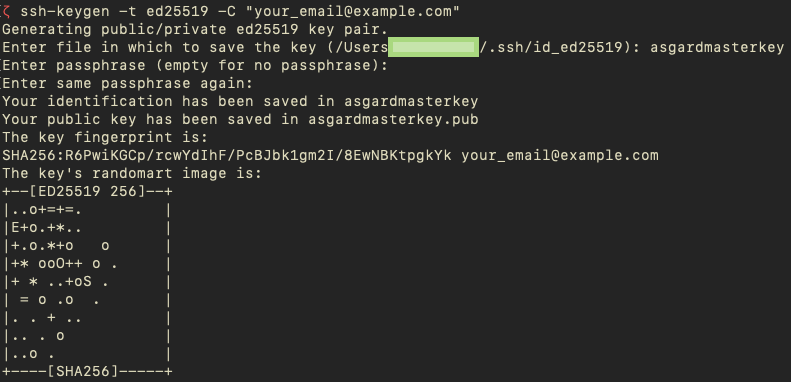 ζ ssh-keygen -t ed25519 -C "your_email@example.com"
Generating public/private ed25519 key pair.
Enter file in which to save the key (/Users /.ssh/id_ed25519): asgardmasterkey
Enter passphrase (empty for no passphrase):
Enter same passphrase again:
Your identification has been saved in asgardmasterkey
Your public key has been saved in asgardmasterkey.pub
The key fingerprint is:
SHA256:R6PwiKGCp/rcwYdIhF/PcBJbk1gm2I/8EwNBKtpgkYk your_email@example.com
The key's randomart image is:
+--[ED25519 256]--+
|..o+=+=.         |
|E+o.+*..         |
|+.o.*+o   o      |
|+* ooO++ o .     |
|+ * ..+oS .      |
| = o .o  .       |
|. . + ..         |
|.. . o           |
|..o .            |
+----[SHA256]-----+